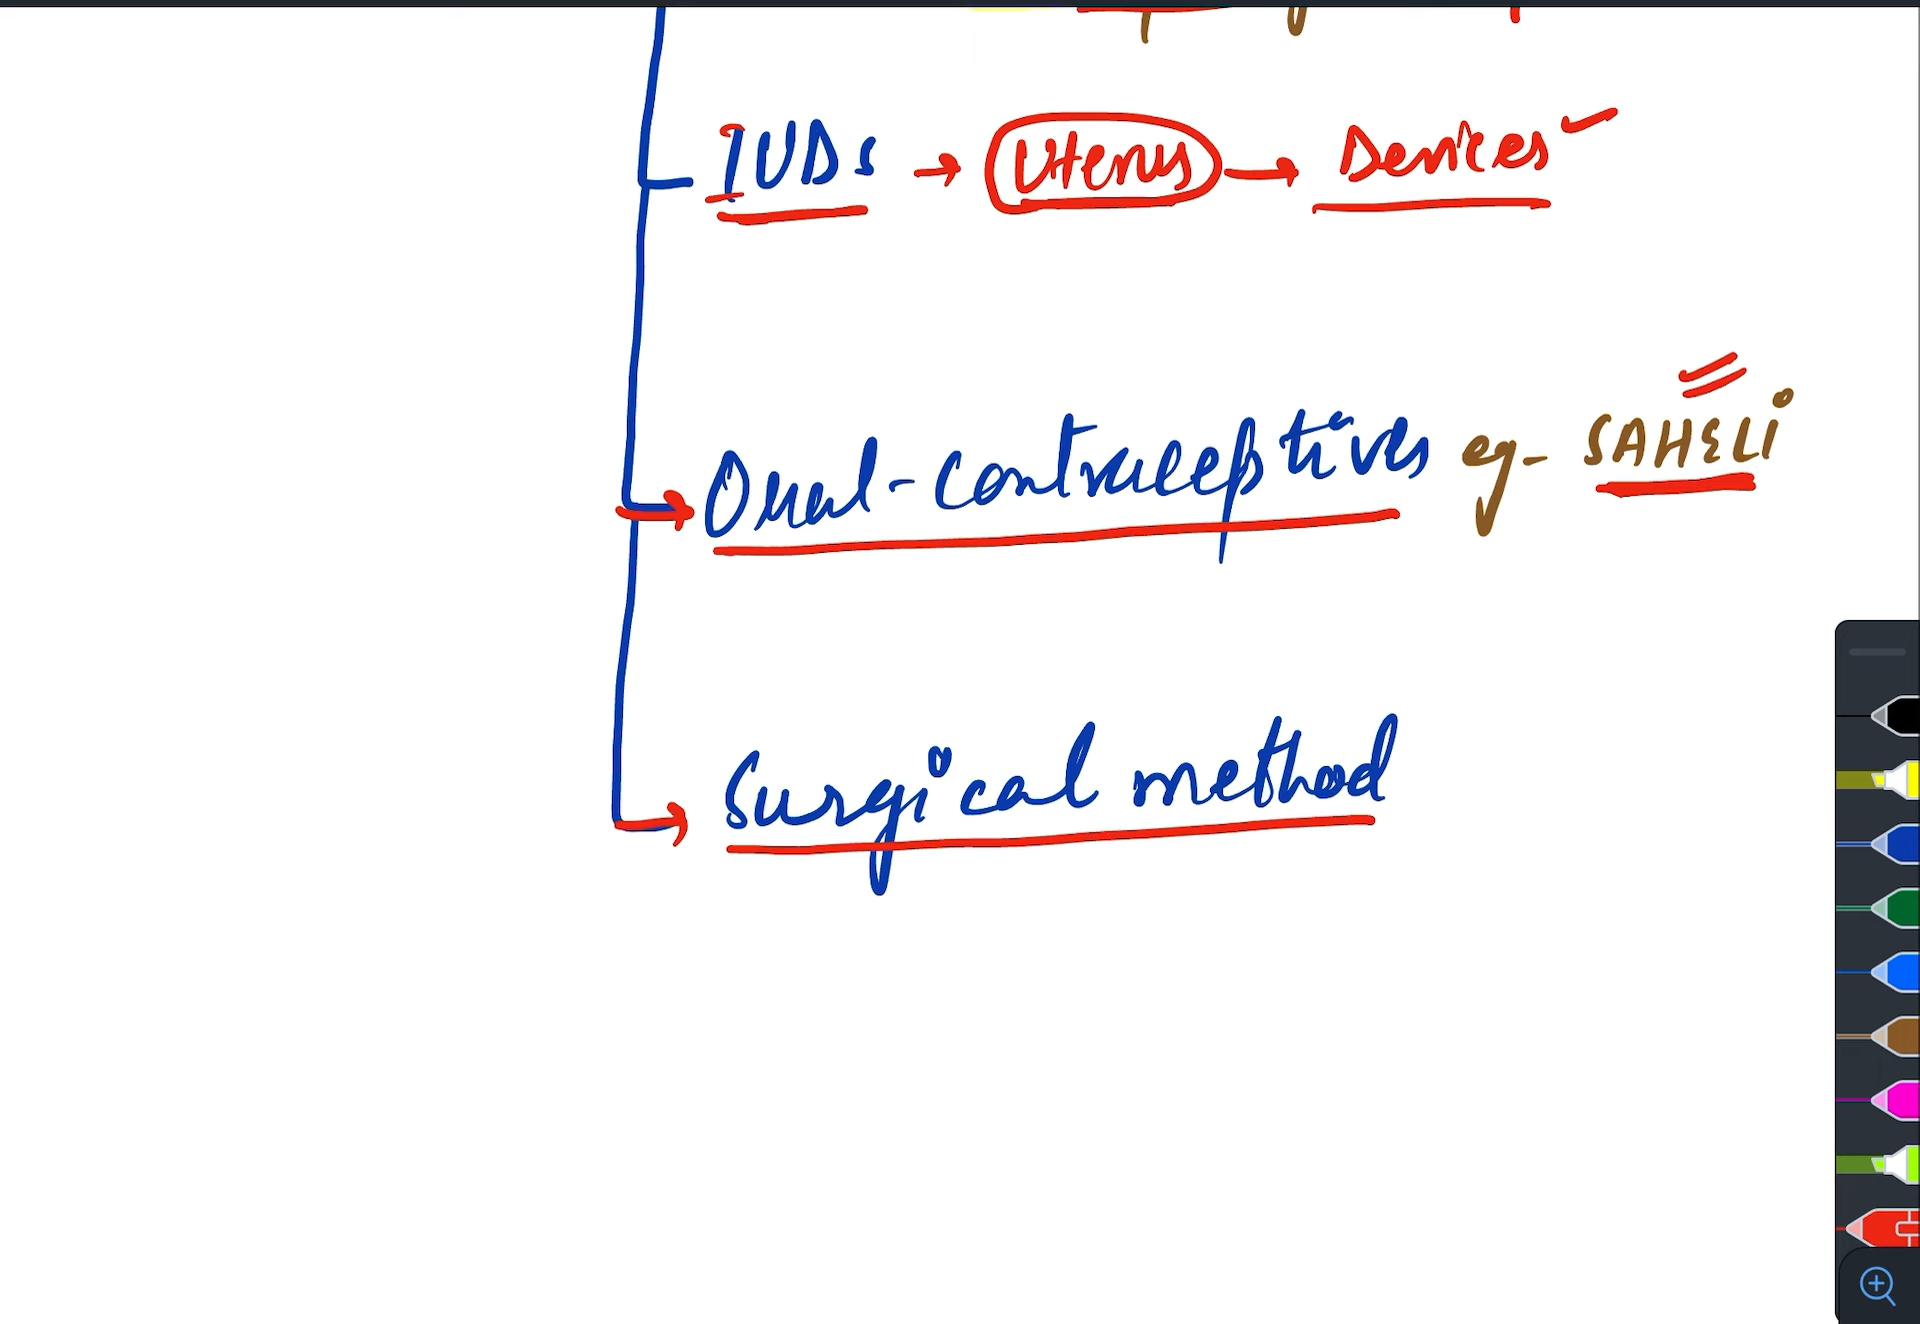 IUDs → Uterus → Devices
Oral-contraceptives eg- SAHELi
Surgical method